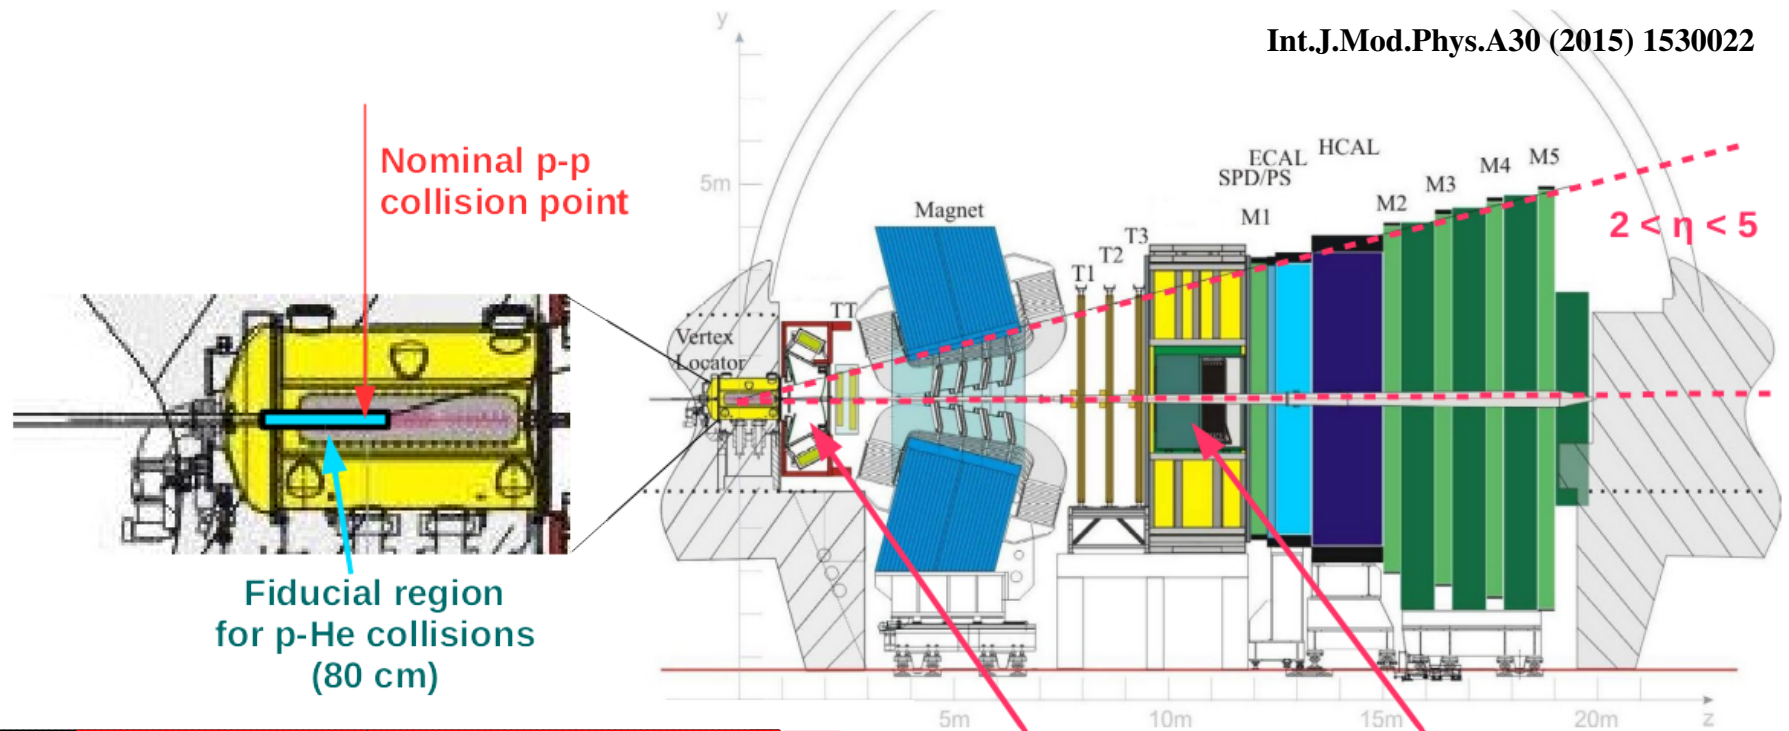 Int.J.Mod.Phys.A30 (2015) 1530022
y
Nominal p-p
collision point
5m
HCAL
ECAL
SPD/PS
M1
M2
M3
M4
M5
2 < η < 5
Magnet
T1
T2
T3
TT
Vertex
Locator
Fiducial region
for p-He collisions
(80 cm)
5m
10m
15m
20m
z